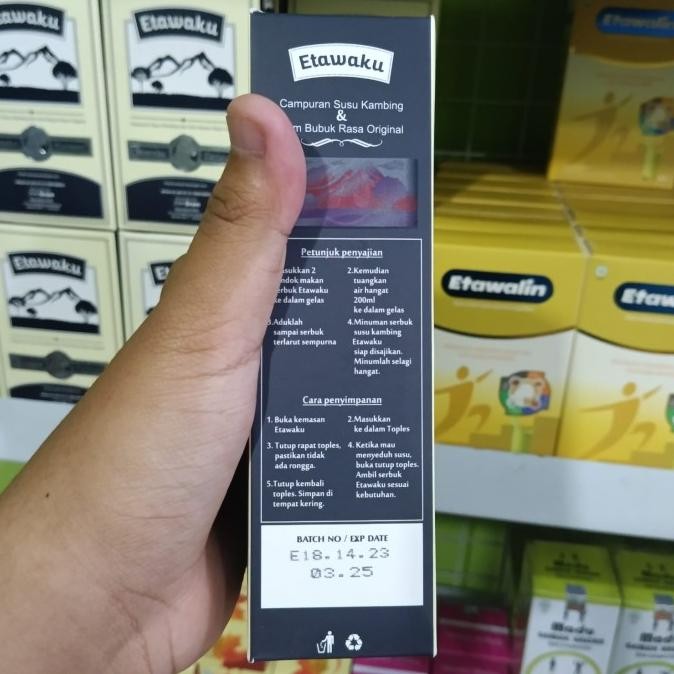 Etawaku
Campuran Susu Kambing
&
Bubuk Rasa Original
Petunjuk penyajian
2
makan
Etawaku
ke dalam gelas
2.Kemudian
tuangkan
air hangat
200ml
ke dalam gelas
Aduklah
sampai serbuk
terlarut sempurna
4.Minuman serbuk
susu kambing
Etawaku
siap disajikan.
Minumlah selagi
hangat.
Cara penyimpanan
1. Buka kemasan
Etawaku
2.Masukkan
ke dalam Toples
3. Tutup rapat toples,
pastikan tidak
ada rongga.
4. Ketika mau
menyeduh susu,
buka tutup toples.
Ambil serbuk
Etawaku sesuai
kebutuhan.
5.Tutup kembali
toples. Simpan di
tempat kering.
BATCH NO / EXP DATE
E18.14.23
03.25
Etawaku
Etawaku
Etawaku
Etawalin
Etawalin